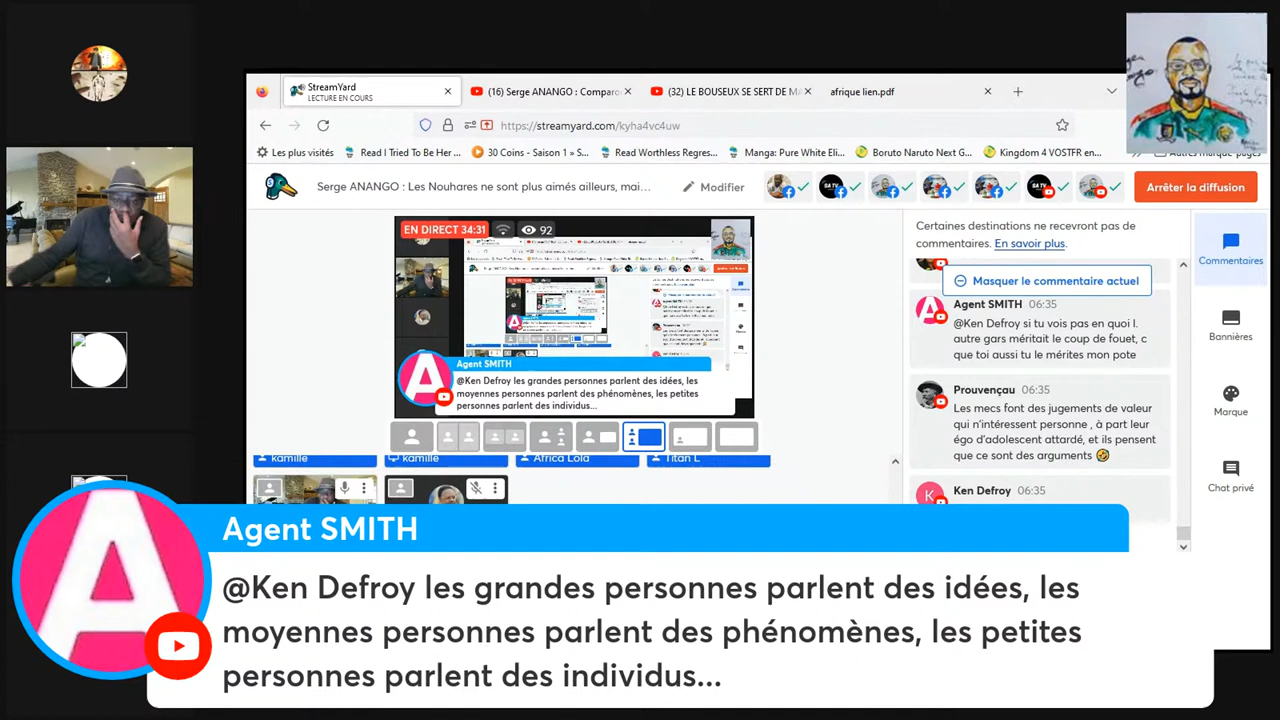 StreamYard
LECTURE EN COURS
(16) Serge ANANGO : Comparo
(32) LE BOUSEUX SE SERT DE MA
afrique lien.pdf
https://streamyard.com/kyha4vc4uw
Les plus visités
Read I Tried To Be Her ...
30 Coins - Saison 1 » S...
Read Worthless Regres...
Manga: Pure White Eli...
Boruto Naruto Next G...
Kingdom 4 VOSTFR en...
Autres marque-pages
Serge ANANGO : Les Nouhares ne sont plus aimés ailleurs, mai...
Modifier
Arrêter la diffusion
EN DIRECT 34:31
92
Agent SMITH
@Ken Defroy les grandes personnes parlent des idées, les
moyennes personnes parlent des phénomènes, les petites
personnes parlent des individus...
kamille
kamille
Africa Lola
Titan L
Certaines destinations ne recevront pas de
commentaires. En savoir plus.
Masquer le commentaire actuel
Agent SMITH 06:35
@Ken Defroy si tu vois pas en quoi l.
autre gars méritait le coup de fouet, c
que toi aussi tu le mérites mon pote
Prouvençau 06:35
Les mecs font des jugements de valeur
qui n'intéressent personne , à part leur
égo d'adolescent attardé, et ils pensent
que ce sont des arguments 🤣
K
Ken Defroy 06:35
Commentaires
Bannières
Marque
Chat privé
A
Agent SMITH
@Ken Defroy les grandes personnes parlent des idées, les
moyennes personnes parlent des phénomènes, les petites
personnes parlent des individus...